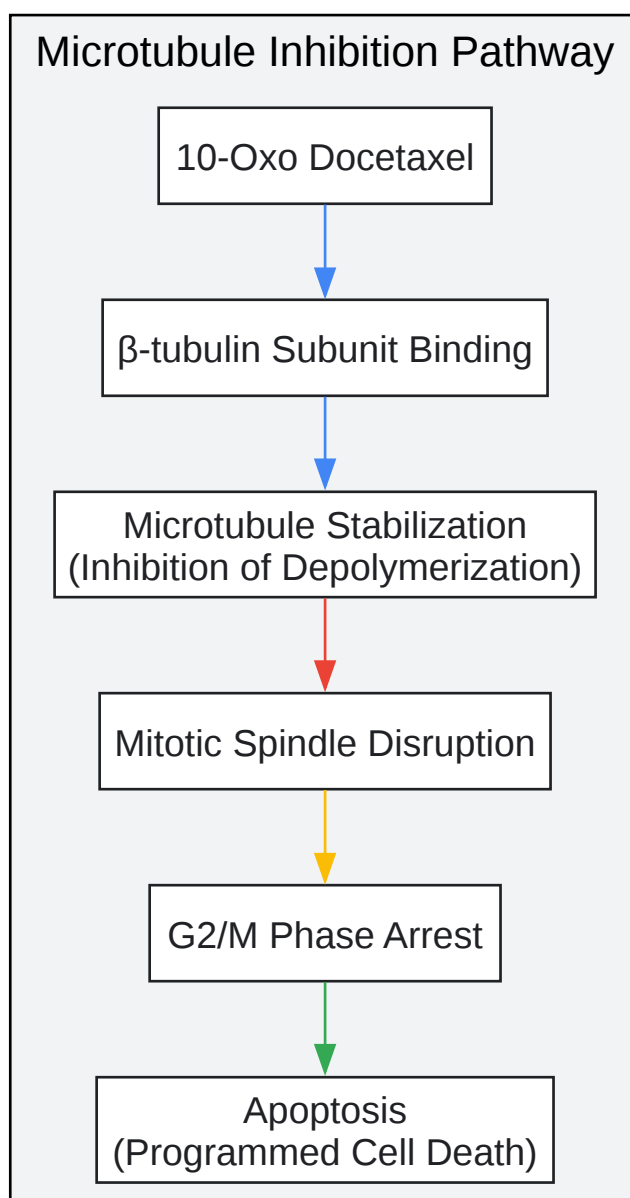 Microtubule Inhibition Pathway
10-Oxo Docetaxel
β-tubulin Subunit Binding
Microtubule Stabilization
(Inhibition of Depolymerization)
Mitotic Spindle Disruption
G2/M Phase Arrest
Apoptosis
(Programmed Cell Death)